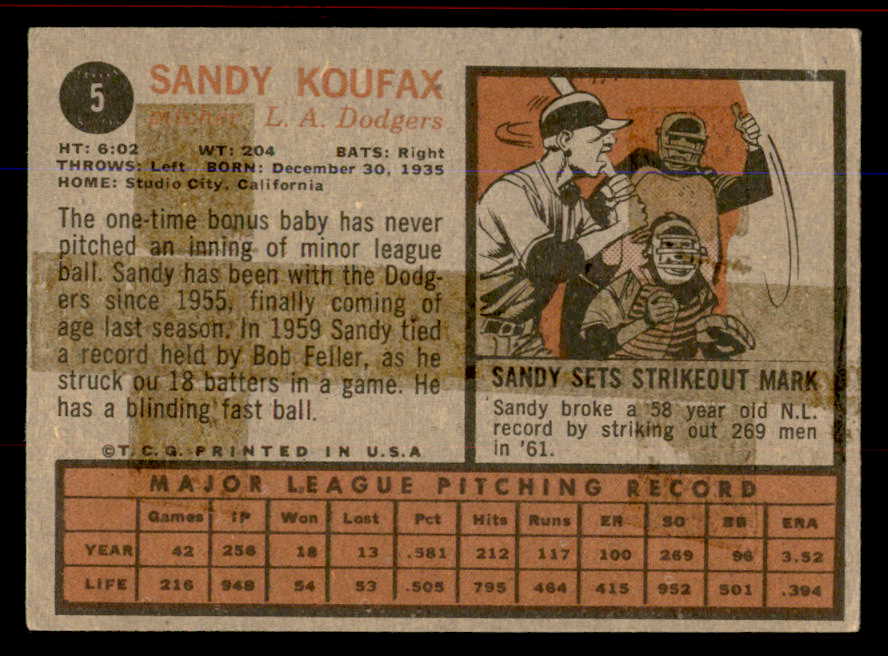 5
SANDY KOUFAX
pitcher L. A. Dodgers
HT: 6:02 WT: 204 BATS: Right
THROWS: Left BORN: December 30, 1935
HOME: Studio City, California
The one-time bonus baby has never
pitched an inning of minor league
ball. Sandy has been with the Dodg-
ers since 1955, finally coming of
age last season. In 1959 Sandy tied
a record held by Bob Feller, as he
struck ou 18 batters in a game. He
has a blinding fast ball.
©T.C.G. PRINTED IN U.S.A
SANDY SETS STRIKEOUT MARK
Sandy broke a 58 year old N.L.
record by striking out 269 men
in '61.
MAJOR LEAGUE PITCHING RECORD
Games IP Won Lost Pct Hits Runs ER SO BB ERA
YEAR 42 256 18 13 .581 212 117 100 269 96 3.52
LIFE 216 948 54 53 .505 795 464 415 952 501 .394